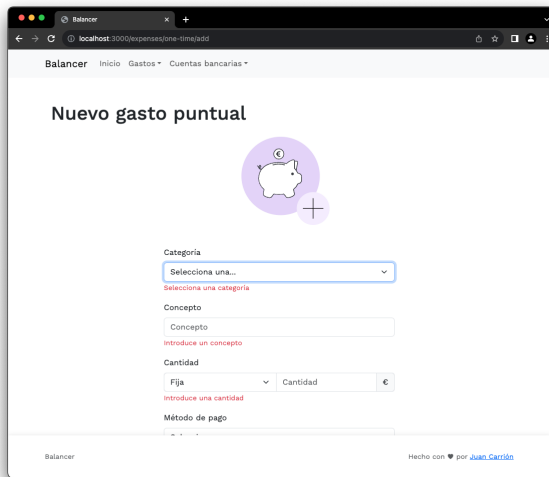 Balancer
localhost:3000/expenses/one-time/add
Balancer Inicio Gastos Cuentas bancarias
Nuevo gasto puntual
€
Categoría
Selecciona una...
Selecciona una categoría
Concepto
Concepto
Introduce un concepto
Cantidad
Fija Cantidad €
Introduce una cantidad
Método de pago
Balancer Hecho con ♥ por Juan Carrión